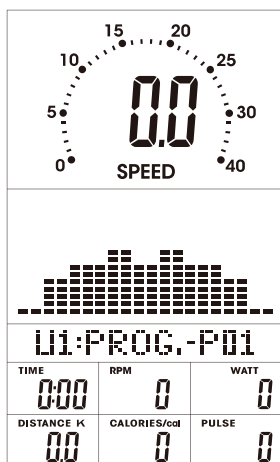 15 20
10 25
0.0
5 30
0 40
SPEED
U1:PROG.-P01
TIME RPM WATT
0:00 0 0
DISTANCE K CALORIES/cal PULSE
0.0 0 0